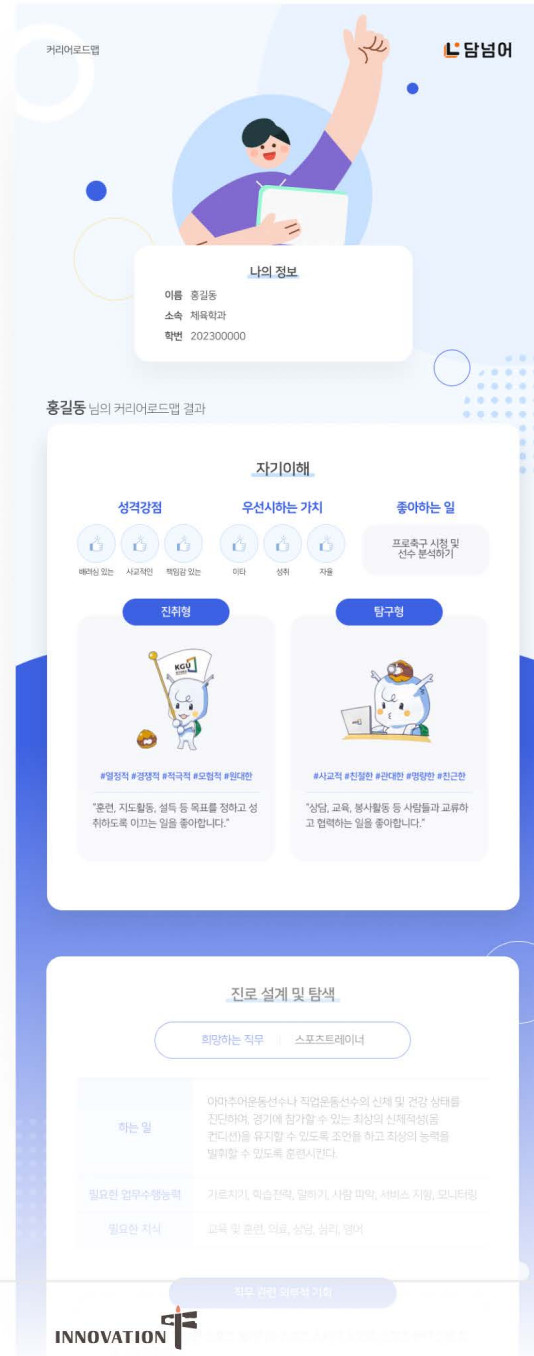 커리어로드맵
담넘어
나의 정보
이름 홍길동
소속 체육학과
학번 202300000
홍길동 님의 커리어로드맵 결과
자기이해
성격강점
우선시하는 가치
좋아하는 일
배려심 있는 사교적인 책임감 있는
이타 성취 자율
프로축구 시청 및
선수 분석하기
진취형
KGU
#열정적 #경쟁적 #적극적 #모험적 #원대한
"훈련, 지도활동, 설득 등 목표를 정하고 성
취하도록 이끄는 일을 좋아합니다."
탐구형
#사교적 #친절한 #관대한 #명량한 #친근한
"상담, 교육, 봉사활동 등 사람들과 교류하
고 협력하는 일을 좋아합니다."
진로 설계 및 탐색
희망하는 직무 스포츠트레이너
하는 일
아마추어운동선수나 직업운동선수의 신체 및 건강 상태를
진단하며, 경기에 참가할 수 있는 최상의 신체적성(몸
컨디션)을 유지할 수 있도록 조언을 하고 최상의 능력을
발휘할 수 있도록 훈련시킨다.
필요한 업무수행능력 가르치기, 학습전략, 말하기, 사람 파악, 서비스 지향, 모니터링
필요한 지식 교육 및 훈련, 의료, 상담, 심리, 영어
직무 관련 외부적 기회
INNOVATION